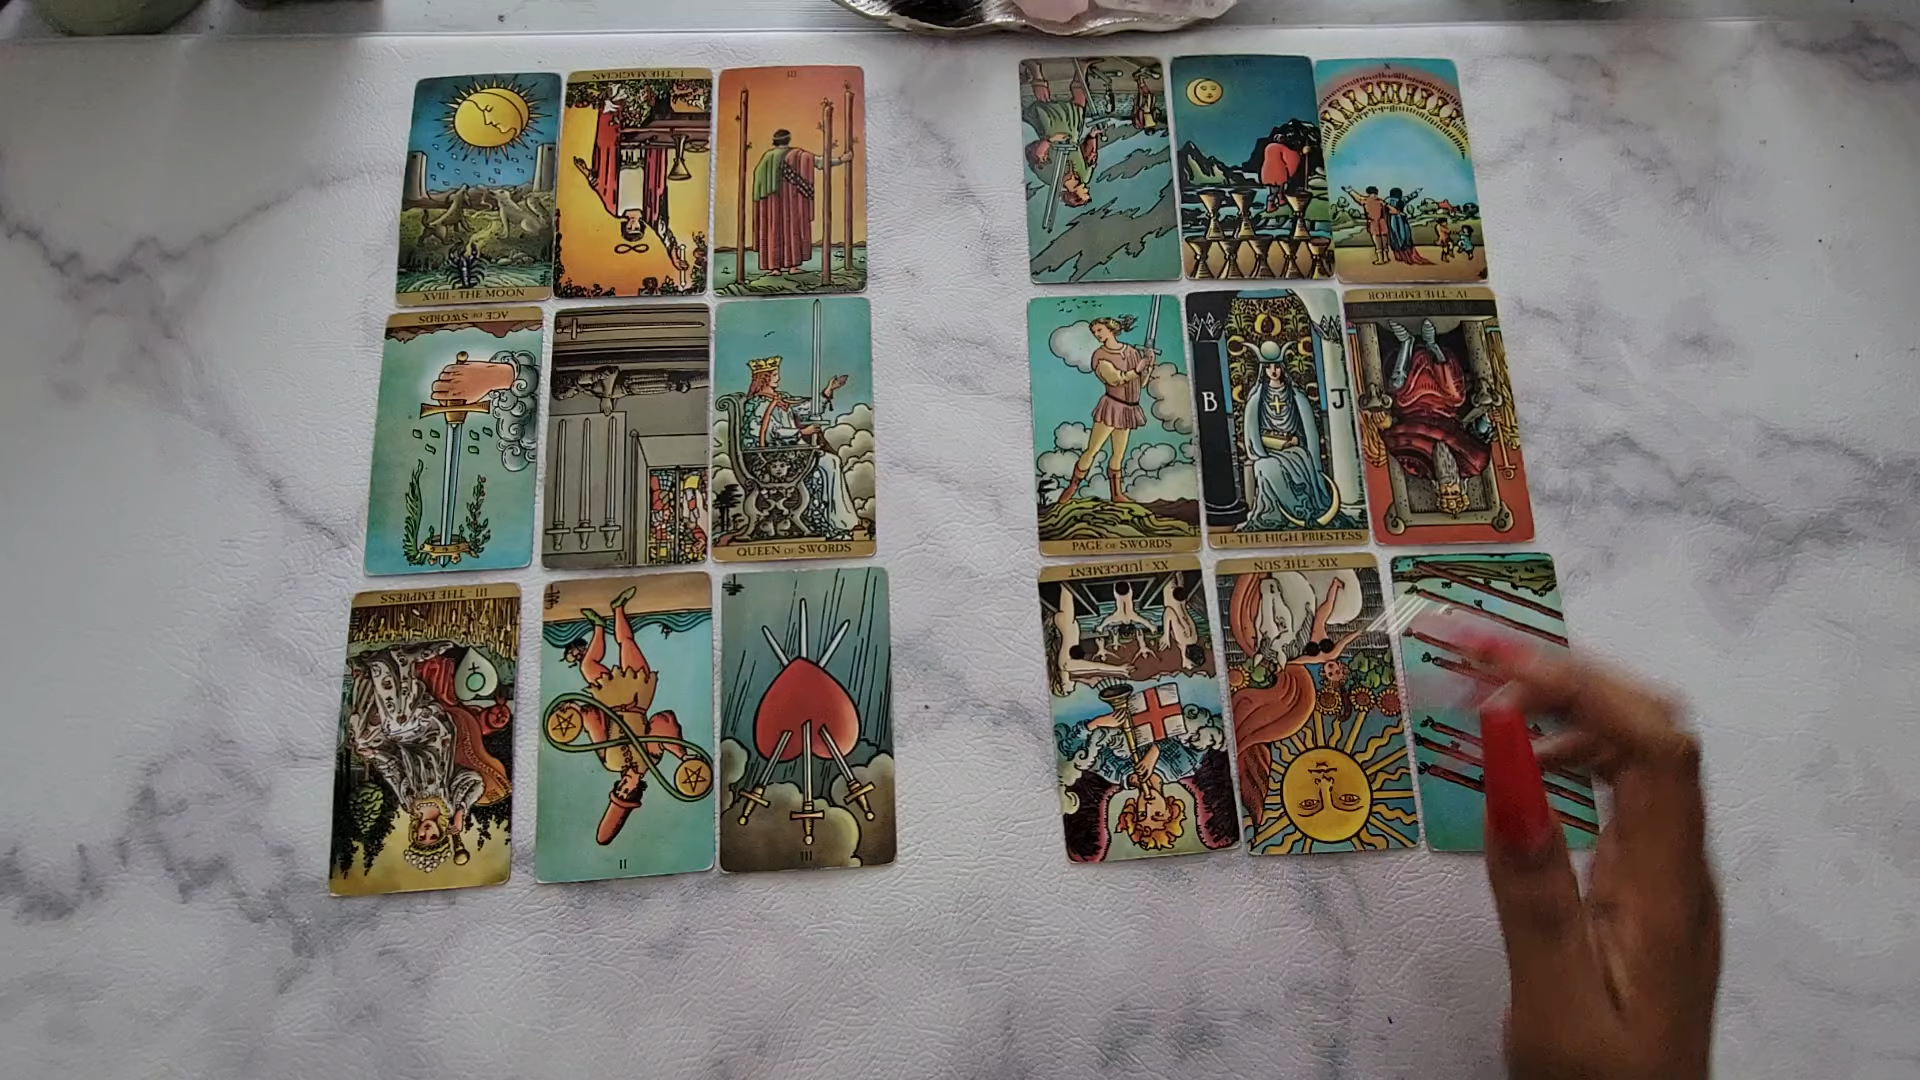 XVIII - THE MOON
I - THE MAGICIAN
III
V
VIII
X
ACE OF SWORDS
IV
QUEEN OF SWORDS
PAGE OF SWORDS
B J
II - THE HIGH PRIESTESS
IV - THE EMPEROR
III - THE EMPRESS
II
III
XX - JUDGEMENT
XIX - THE SUN